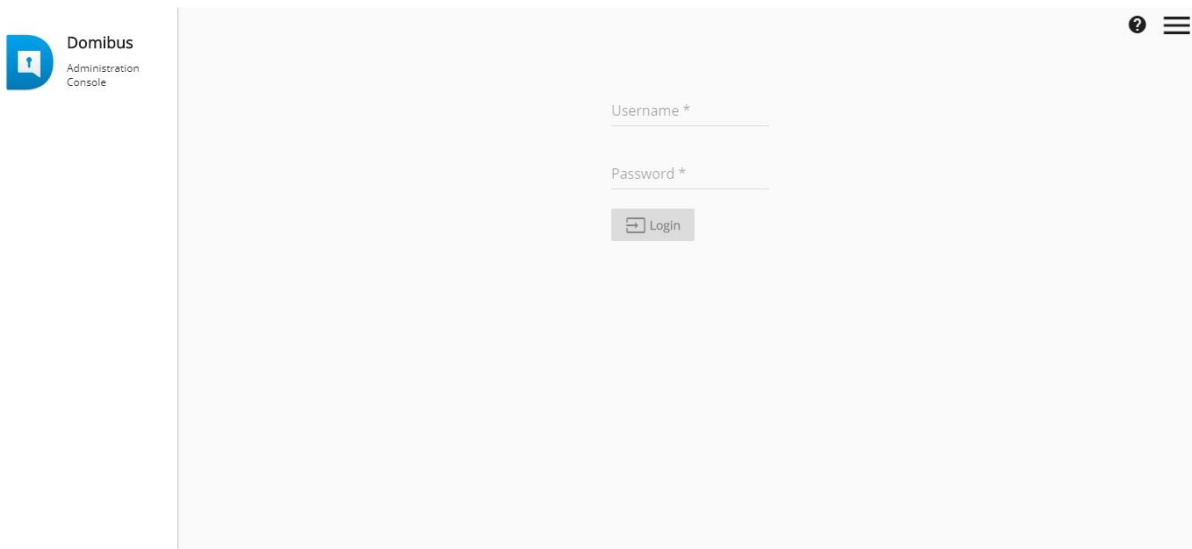 Domibus
Administration
Console
Username *
Password *
Login